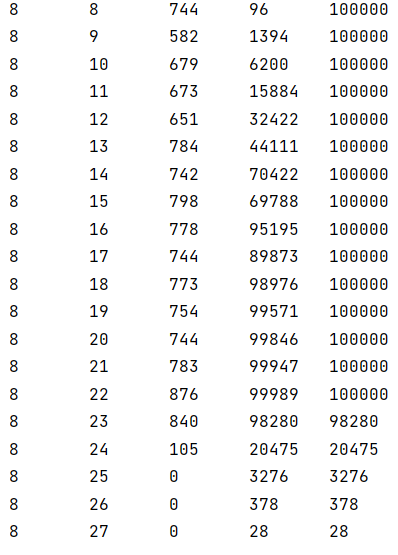 8 8 744 96 100000
8 9 582 1394 100000
8 10 679 6200 100000
8 11 673 15884 100000
8 12 651 32422 100000
8 13 784 44111 100000
8 14 742 70422 100000
8 15 798 69788 100000
8 16 778 95195 100000
8 17 744 89873 100000
8 18 773 98976 100000
8 19 754 99571 100000
8 20 744 99846 100000
8 21 783 99947 100000
8 22 876 99989 100000
8 23 840 98280 98280
8 24 105 20475 20475
8 25 0 3276 3276
8 26 0 378 378
8 27 0 28 28